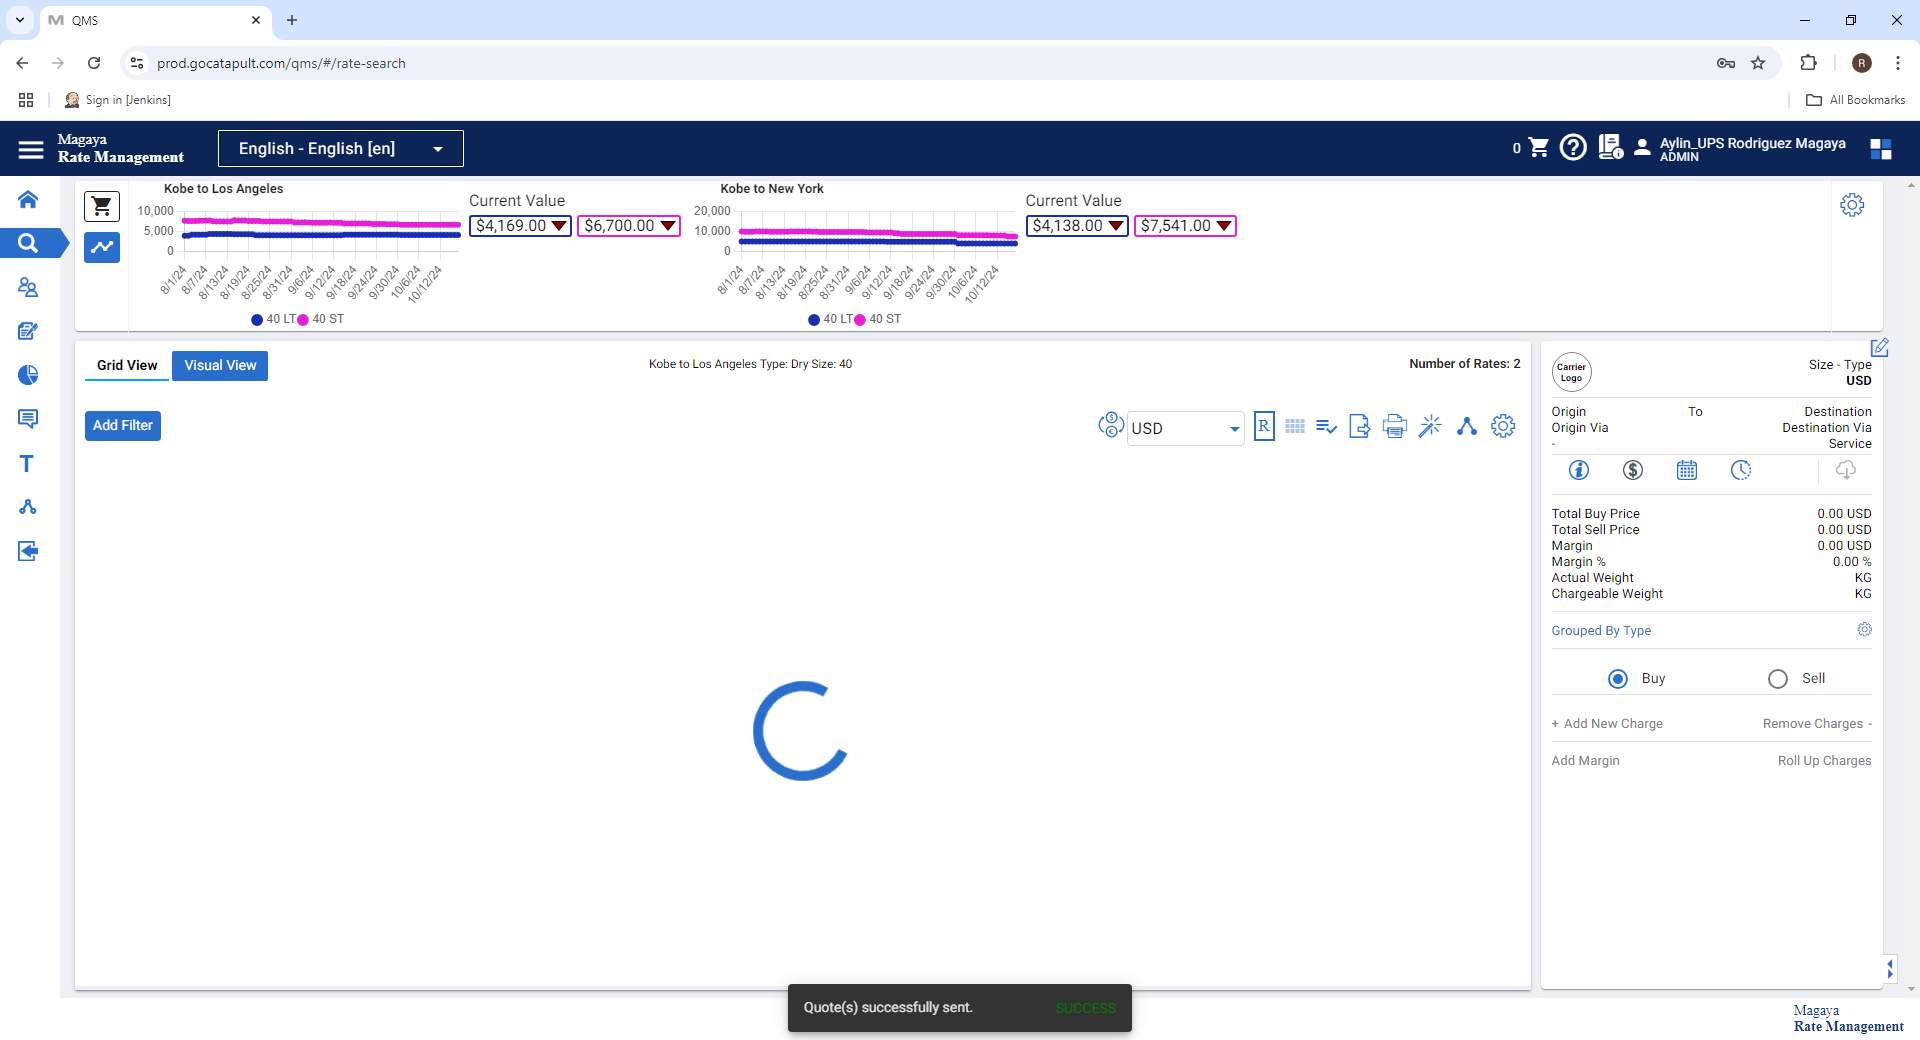 QMS
prod.gocatapult.com/qms/#/rate-search
R
Sign in [Jenkins]
All Bookmarks
Magaya
Rate Management
English - English [en]
0
Aylin_UPS Rodriguez Magaya
ADMIN
Kobe to Los Angeles
10,000
5,000
0
8/1/24
8/7/24
8/13/24
8/19/24
8/25/24
8/31/24
9/6/24
9/12/24
9/18/24
9/24/24
9/30/24
10/6/24
10/12/24
40 LT
40 ST
Current Value
$4,169.00
$6,700.00
Kobe to New York
20,000
10,000
0
8/1/24
8/7/24
8/13/24
8/19/24
8/25/24
8/31/24
9/6/24
9/12/24
9/18/24
9/24/24
9/30/24
10/6/24
10/12/24
40 LT
40 ST
Current Value
$4,138.00
$7,541.00
Grid View
Visual View
Kobe to Los Angeles Type: Dry Size: 40
Number of Rates: 2
Add Filter
USD
R
Carrier
Logo
Size - Type
USD
Origin To Destination
Origin Via Destination Via
- Service
Total Buy Price 0.00 USD
Total Sell Price 0.00 USD
Margin 0.00 USD
Margin % 0.00 %
Actual Weight KG
Chargeable Weight KG
Grouped By Type
Buy
Sell
+ Add New Charge
Remove Charges -
Add Margin
Roll Up Charges
Quote(s) successfully sent.
SUCCESS
Magaya
Rate Management